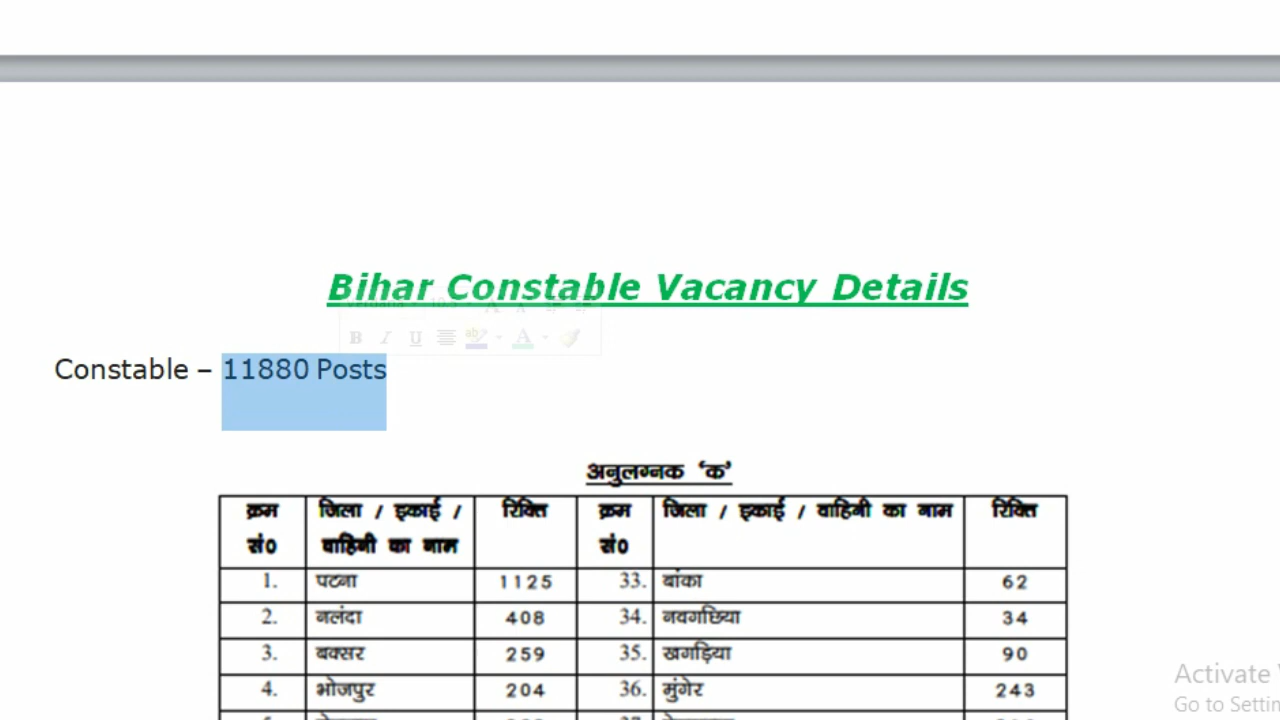 Bihar Constable Vacancy Details
Constable – 11880 Posts
अनुलग्नक ‘क’
क्रम सं0 जिला / इकाई / वाहिनी का नाम रिक्ति क्रम सं0 जिला / इकाई / वाहिनी का नाम रिक्ति
1. पटना 1125 33. बांका 62
2. नलंदा 408 34. नवगछिया 34
3. बक्सर 259 35. खगड़िया 90
4. भोजपुर 204 36. मुंगेर 243
Activate
Go to Settin